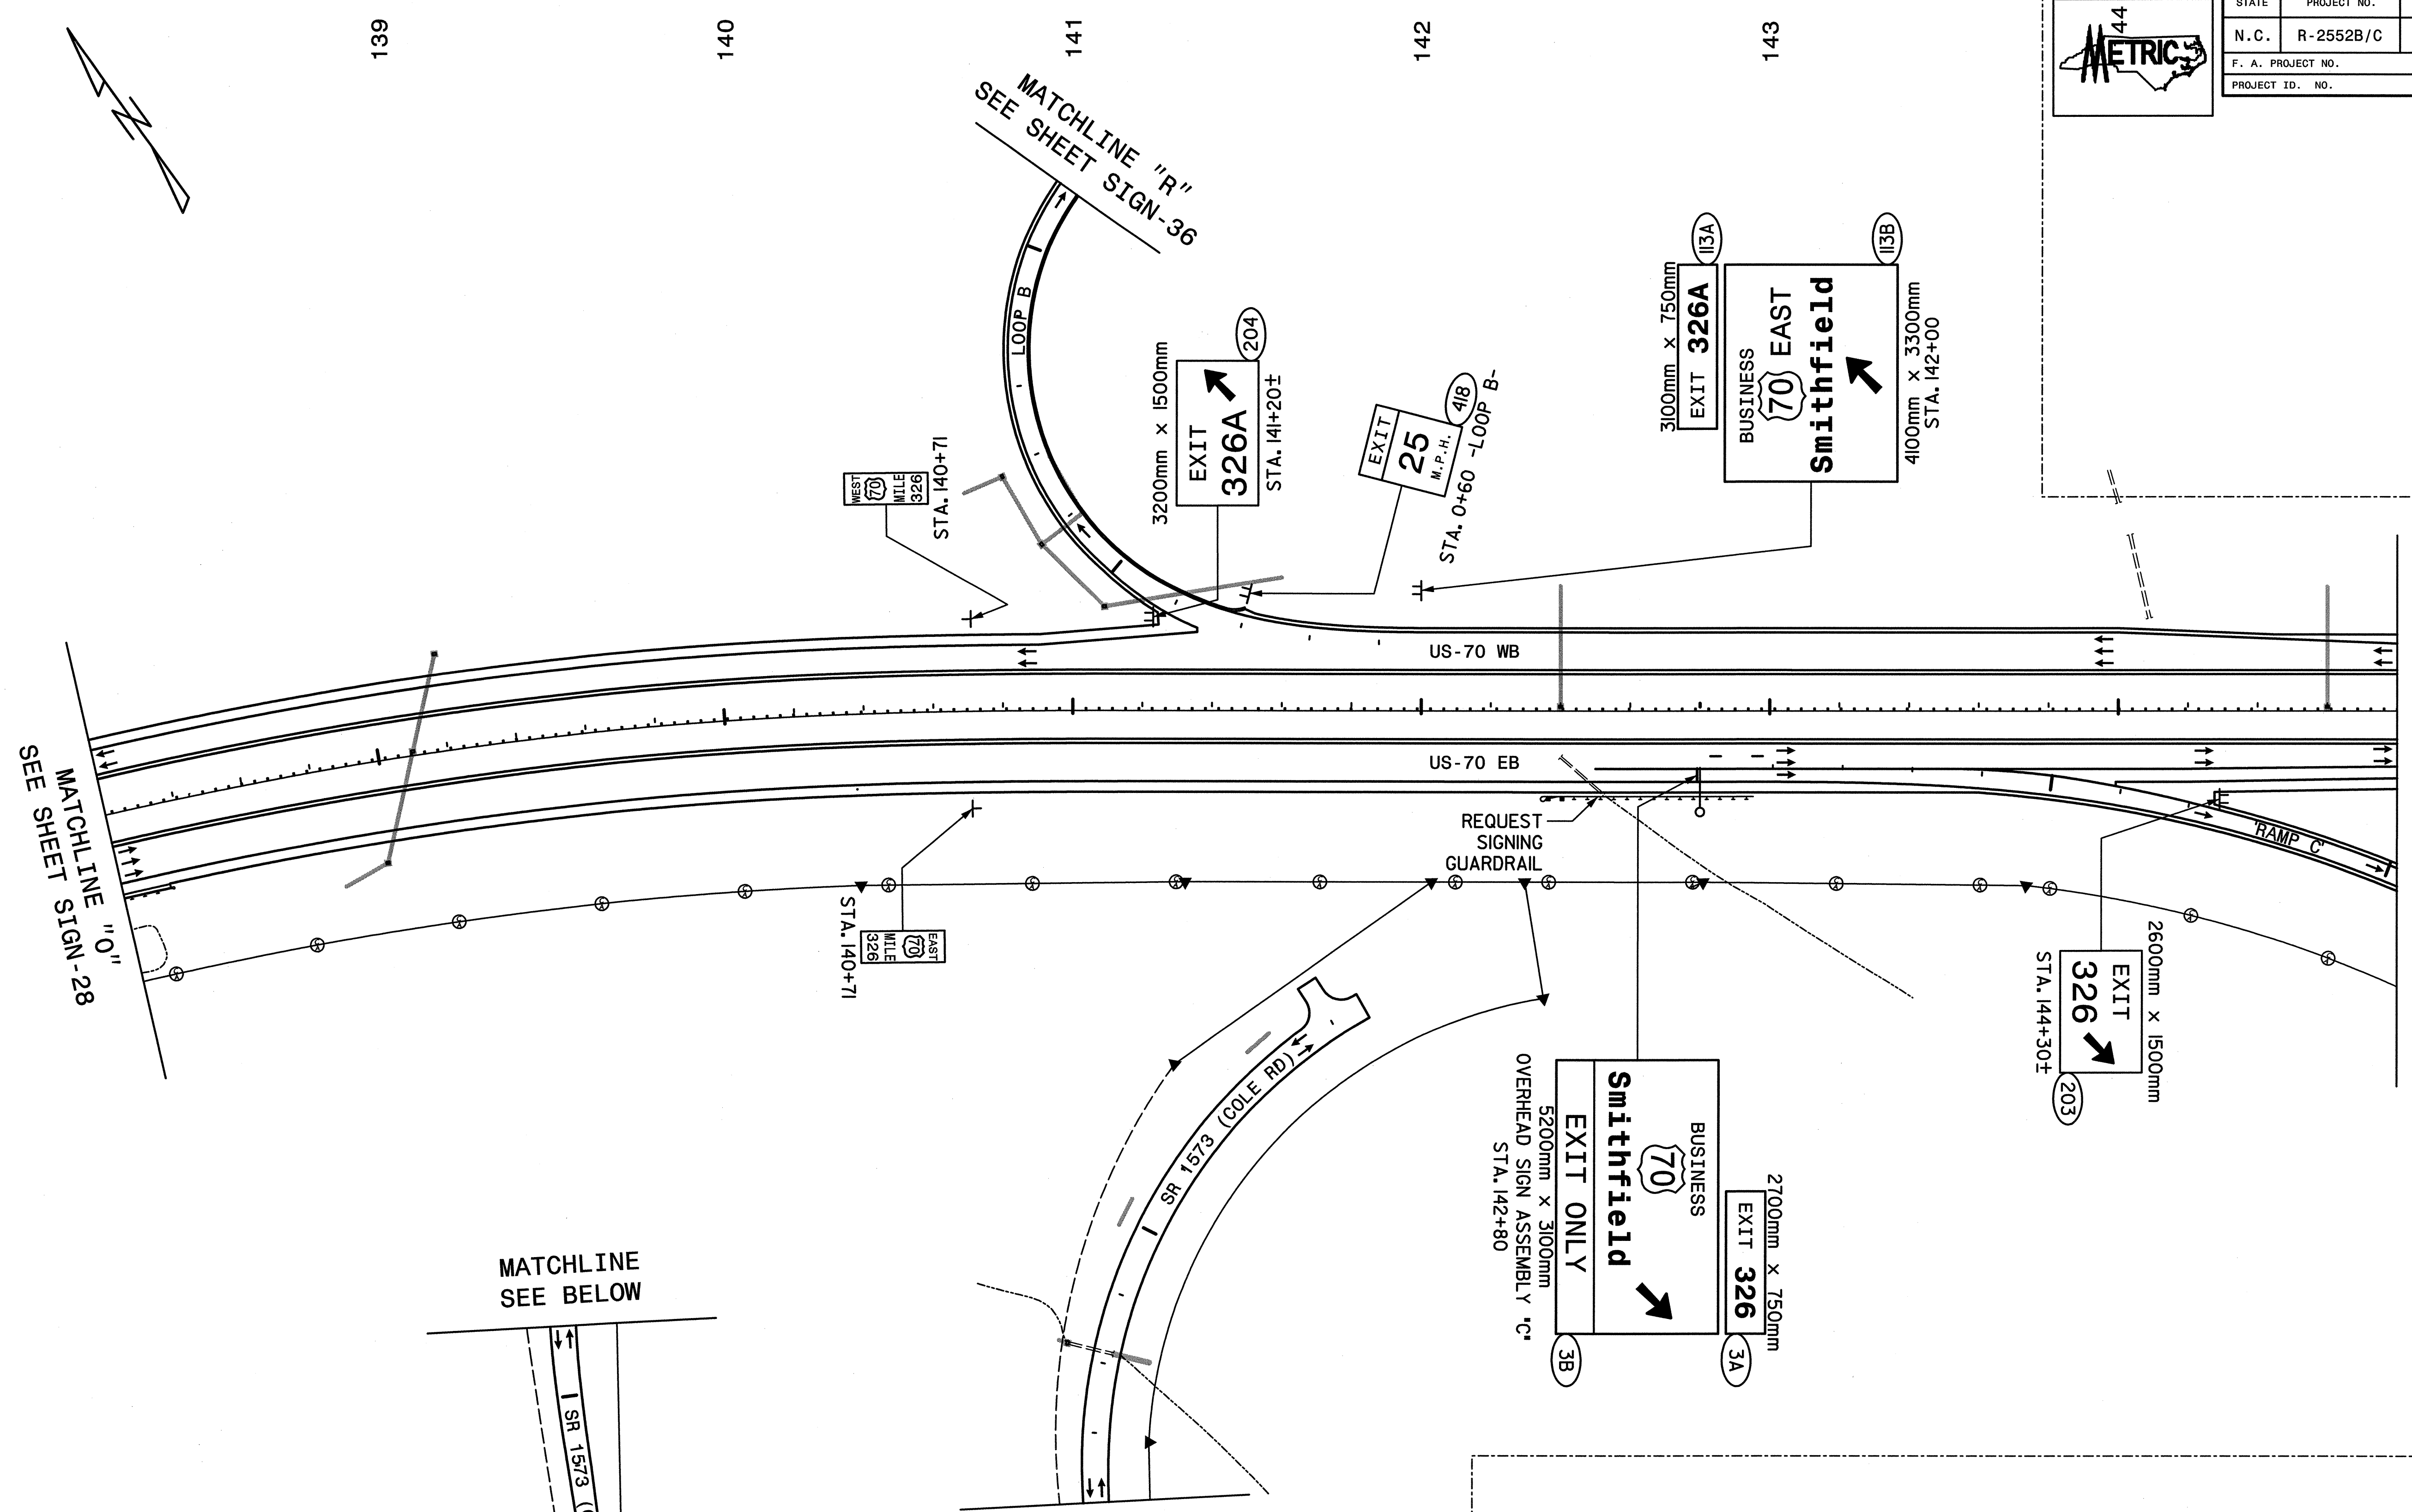 139
140
141
142
143
44
METRIC
STATE
PROJECT NO.
N.C.
R-2552B/C
F. A. PROJECT NO.
PROJECT ID. NO.
MATCHLINE "R"
SEE SHEET SIGN-36
LOOP B
WEST
70
MILE
326
STA. 140+71
3200mm x 1500mm
EXIT
326A
204
STA. 141+20±
EXIT
25
M.P.H.
418
STA. 0+60 -LOOP B-
3100mm x 750mm
EXIT 326A
113A
BUSINESS
70 EAST
Smithfield
113B
4100mm x 3300mm
STA. 142+00
US-70 WB
US-70 EB
MATCHLINE "O"
SEE SHEET SIGN-28
REQUEST
SIGNING
GUARDRAIL
'RAMP C'
EAST
70
MILE
326
STA. 140+71
2600mm x 1500mm
EXIT
326
203
STA. 144+30±
SR 1573 (COLE RD)
2700mm x 750mm
EXIT 326
3A
BUSINESS
70
Smithfield
EXIT ONLY
3B
5200mm x 3100mm
OVERHEAD SIGN ASSEMBLY "C"
STA. 142+80
MATCHLINE
SEE BELOW
SR 1573 (